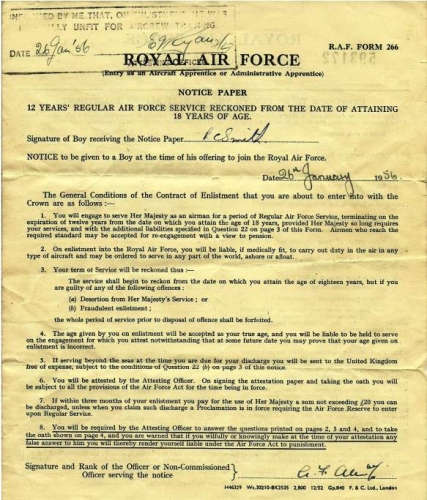 INFORMED BY ME THAT, ON ENLISTMENT, HE WAS
UNFIT FOR AIRCREW TRAINING.
DATE 26 Jan '56
R.A.F. FORM 266
ROYAL AIR FORCE
(Entry as an Aircraft Apprentice or Administrative Apprentice)
NOTICE PAPER
12 YEARS' REGULAR AIR FORCE SERVICE RECKONED FROM THE DATE OF ATTAINING
18 YEARS OF AGE.
Signature of Boy receiving the Notice Paper P.C. Smith.
NOTICE to be given to a Boy at the time of his offering to join the Royal Air Force.
Date 26th January 1956.
The General Conditions of the Contract of Enlistment that you are about to enter into with
the Crown are as follows :—
1. You will engage to serve Her Majesty as an airman for a period of Regular Air Force Service, terminating on the
expiration of twelve years from the date on which you attain the age of 18 years, provided Her Majesty so long requires
your services, and with the additional liabilities specified in Question 22 on page 3 of this Form. Airmen who reach the
required standard may be accepted for re-engagement with a view to pension.
2. On enlistment into the Royal Air Force, you will be liable, if medically fit, to carry out duty in the air in any
type of aircraft and may be ordered to serve in any part of the world, ashore or afloat.
3. Your term of Service will be reckoned thus :—
The service shall begin to reckon from the date on which you attain the age of eighteen years, but if you
are guilty of any of the following offences :
(a) Desertion from Her Majesty's Service ; or
(b) Fraudulent enlistment ;
the whole period of service prior to disposal of offence shall be forfeited.
4. The age given by you on enlistment will be accepted as your true age, and you will be liable to be held to serve
on the engagement for which you attest notwithstanding that at some future date you may prove that your age given on
enlistment is incorrect.
5. If serving beyond the seas at the time you are due for your discharge you will be sent to the United Kingdom
free of expense, subject to the conditions of Question 22 (b) on page 3 of this notice.
6. You will be attested by the Attesting Officer. On signing the attestation paper and taking the oath you will
be subject to all the provisions of the Air Force Act for the time being in force.
7. If within three months of your enlistment you pay for the use of Her Majesty a sum not exceeding £20 you can
be discharged, unless when you claim such discharge a Proclamation is in force requiring the Air Force Reserve to enter
upon Regular Service.
8. You will be required by the Attesting Officer to answer the questions printed on pages 2, 3 and 4, and to take
the oath shown on page 4, and you are warned that if you wilfully or knowingly make at the time of your attestation any
false answer to him you will thereby render yourself liable under the Air Force Act to punishment.
Signature and Rank of the Officer or Non-Commissioned
Officer serving the notice
H46329 Wt.30210-BK2535 2,800 12/52 Gp.840 F. & C. Ltd., London